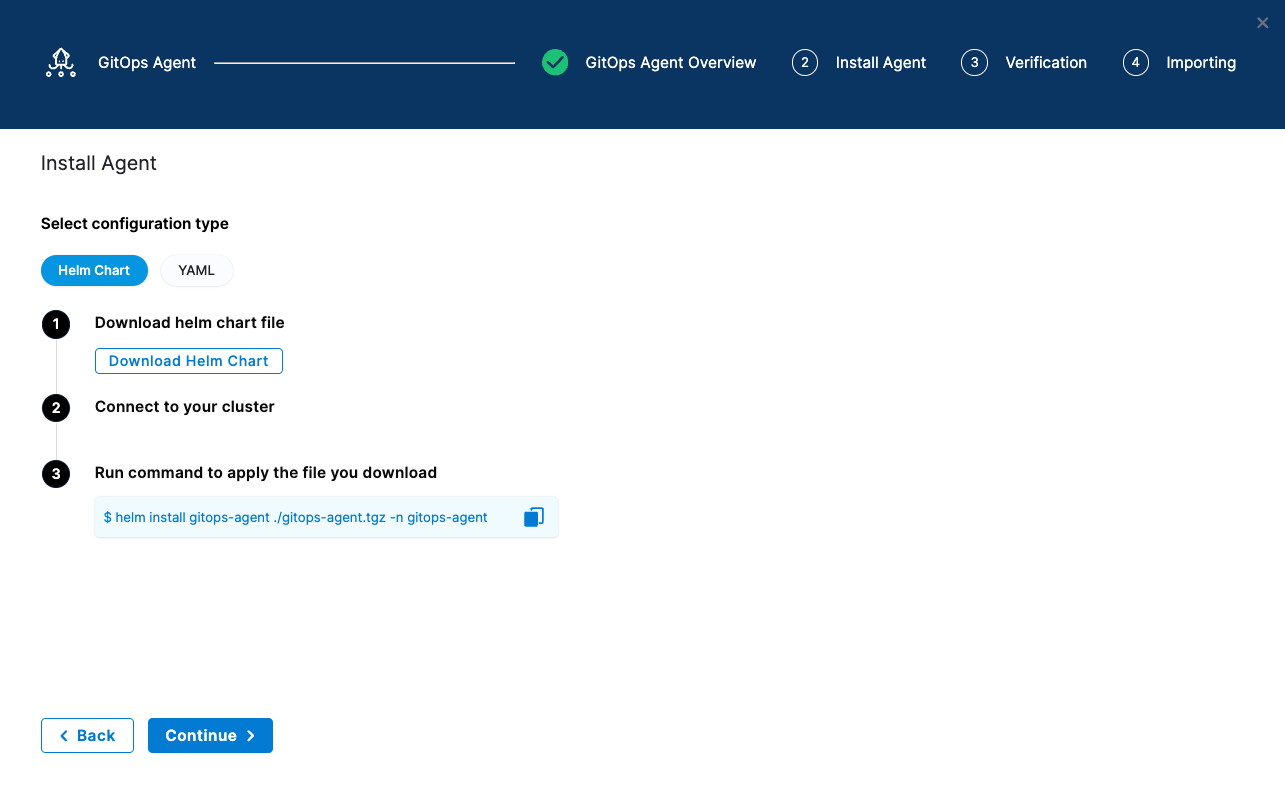 GitOps Agent
GitOps Agent Overview
2 Install Agent
3 Verification
4 Importing
Install Agent
Select configuration type
Helm Chart YAML
1 Download helm chart file
Download Helm Chart
2 Connect to your cluster
3 Run command to apply the file you download
$ helm install gitops-agent ./gitops-agent.tgz -n gitops-agent
Back Continue